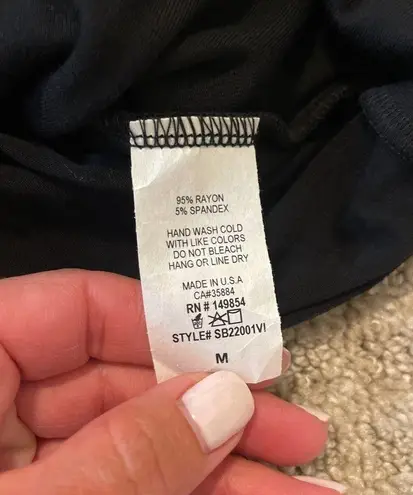 95% RAYON
5% SPANDEX
HAND WASH COLD
WITH LIKE COLORS
DO NOT BLEACH
HANG OR LINE DRY
MADE IN U.S.A
CA#35884
RN # 149854
STYLE# SB22001VI
M